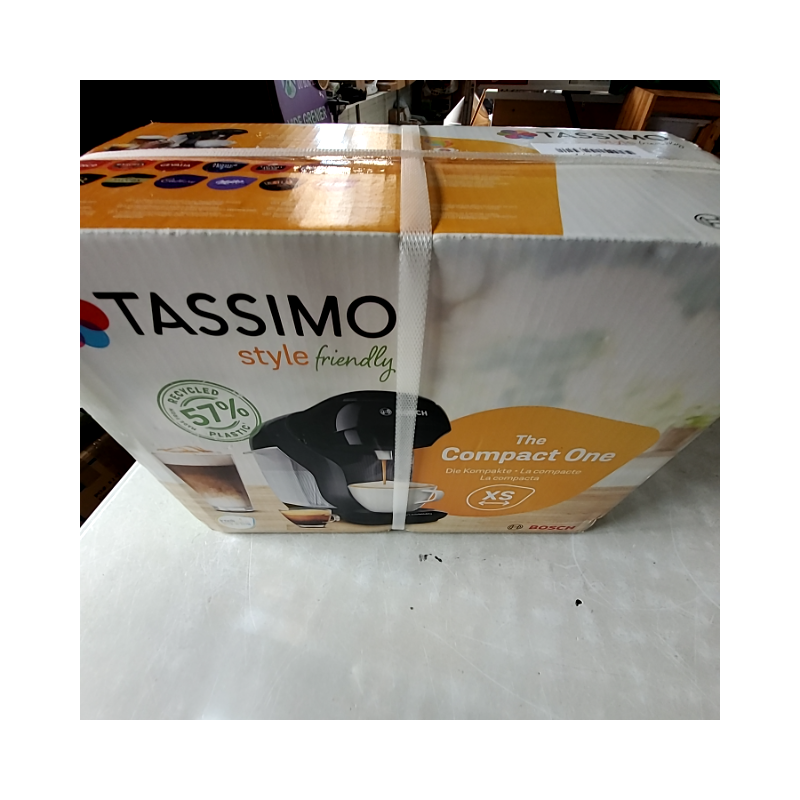 TASSIMO
TASSIMO
style friendly
RECYCLED
57%
PLASTIC
BOSCH
The
Compact One
Die Kompakte • La compacte
La compacta
XS
BOSCH